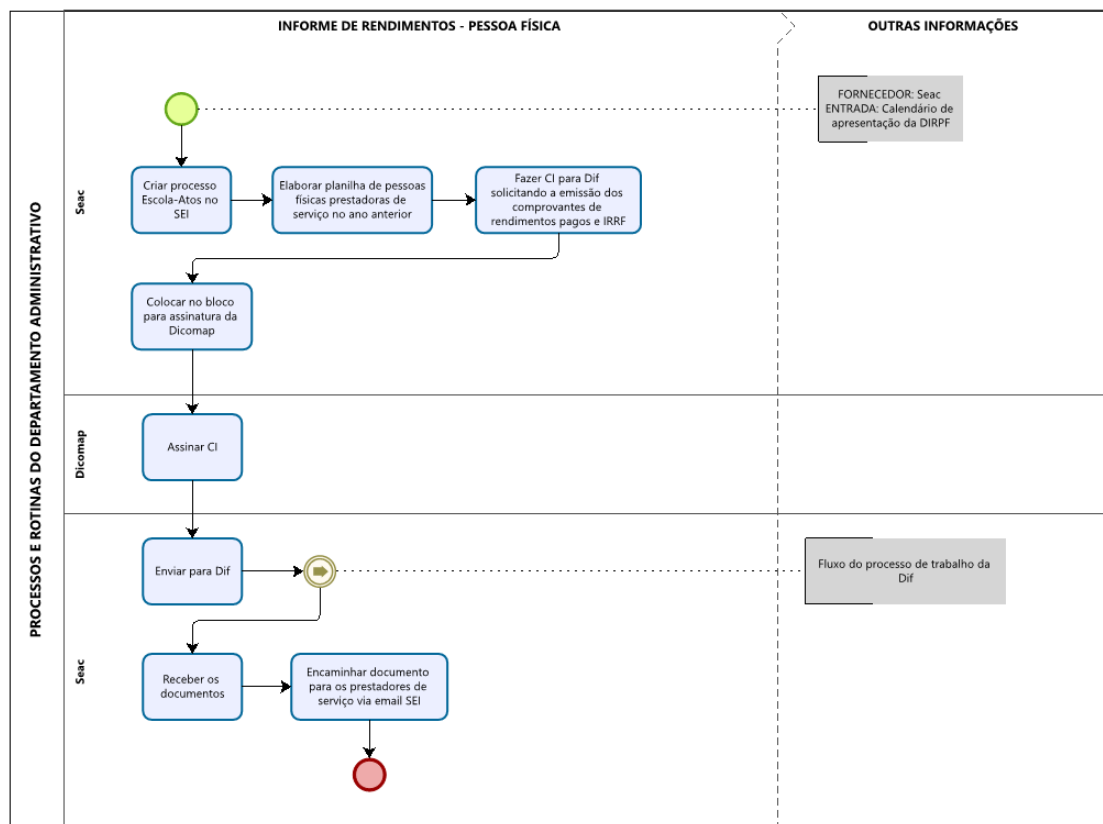 INFORME DE RENDIMENTOS - PESSOA FÍSICA
OUTRAS INFORMAÇÕES
PROCESSOS E ROTINAS DO DEPARTAMENTO ADMINISTRATIVO
Seac
FORNECEDOR: Seac
ENTRADA: Calendário de
apresentação da DIRPF
Criar processo
Escola-Atos no
SEI
Elaborar planilha de pessoas
físicas prestadoras de
serviço no ano anterior
Fazer CI para Dif
solicitando a emissão dos
comprovantes de
rendimentos pagos e IRRF
Colocar no bloco
para assinatura da
Dicomap
Dicomap
Assinar CI
Seac
Enviar para Dif
Fluxo do processo de trabalho da
Dif
Receber os
documentos
Encaminhar documento
para os prestadores de
serviço via email SEI